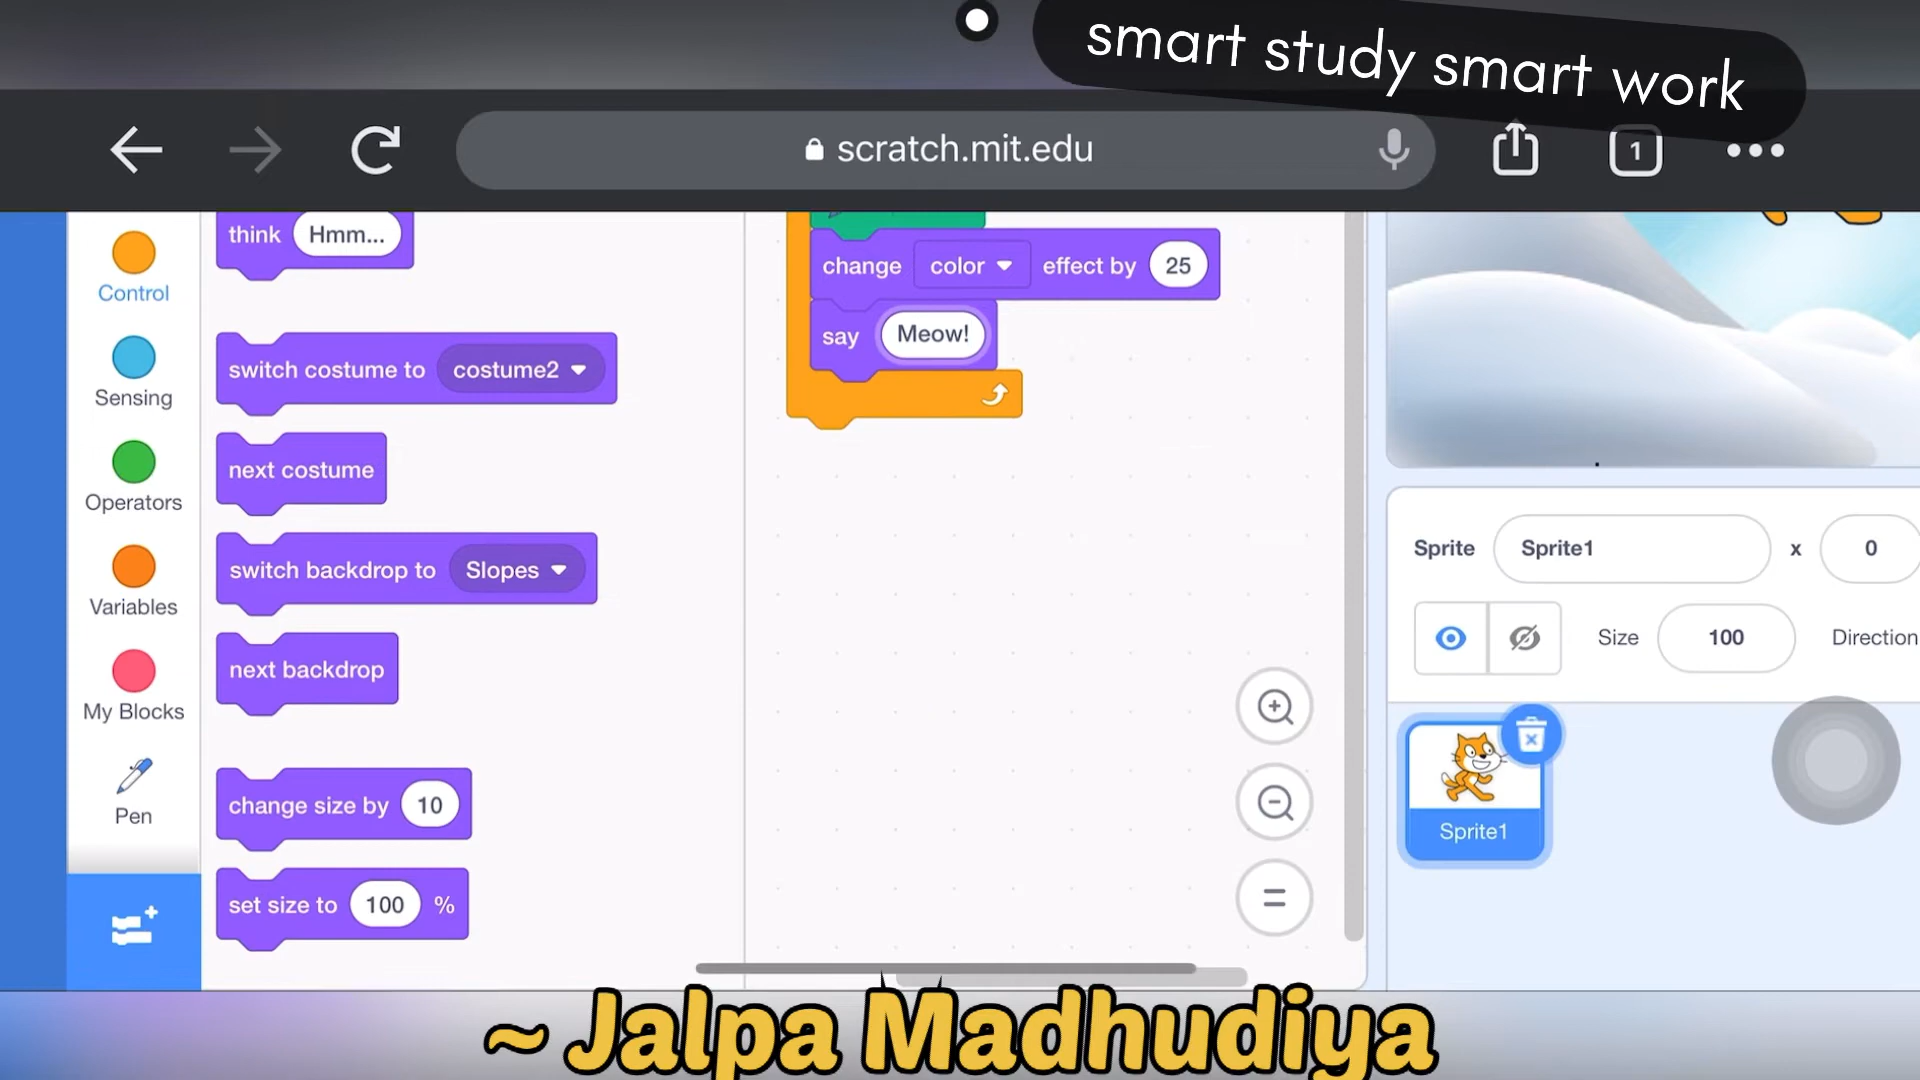 smart study smart work
scratch.mit.edu
1
think Hmm...
Control
switch costume to costume2
Sensing
next costume
Operators
switch backdrop to Slopes
Variables
next backdrop
My Blocks
change size by 10
Pen
set size to 100 %
change color effect by 25
say Meow!
Sprite Sprite1 x 0
Size 100 Direction
Sprite1
~ Jalpa Madhudiya